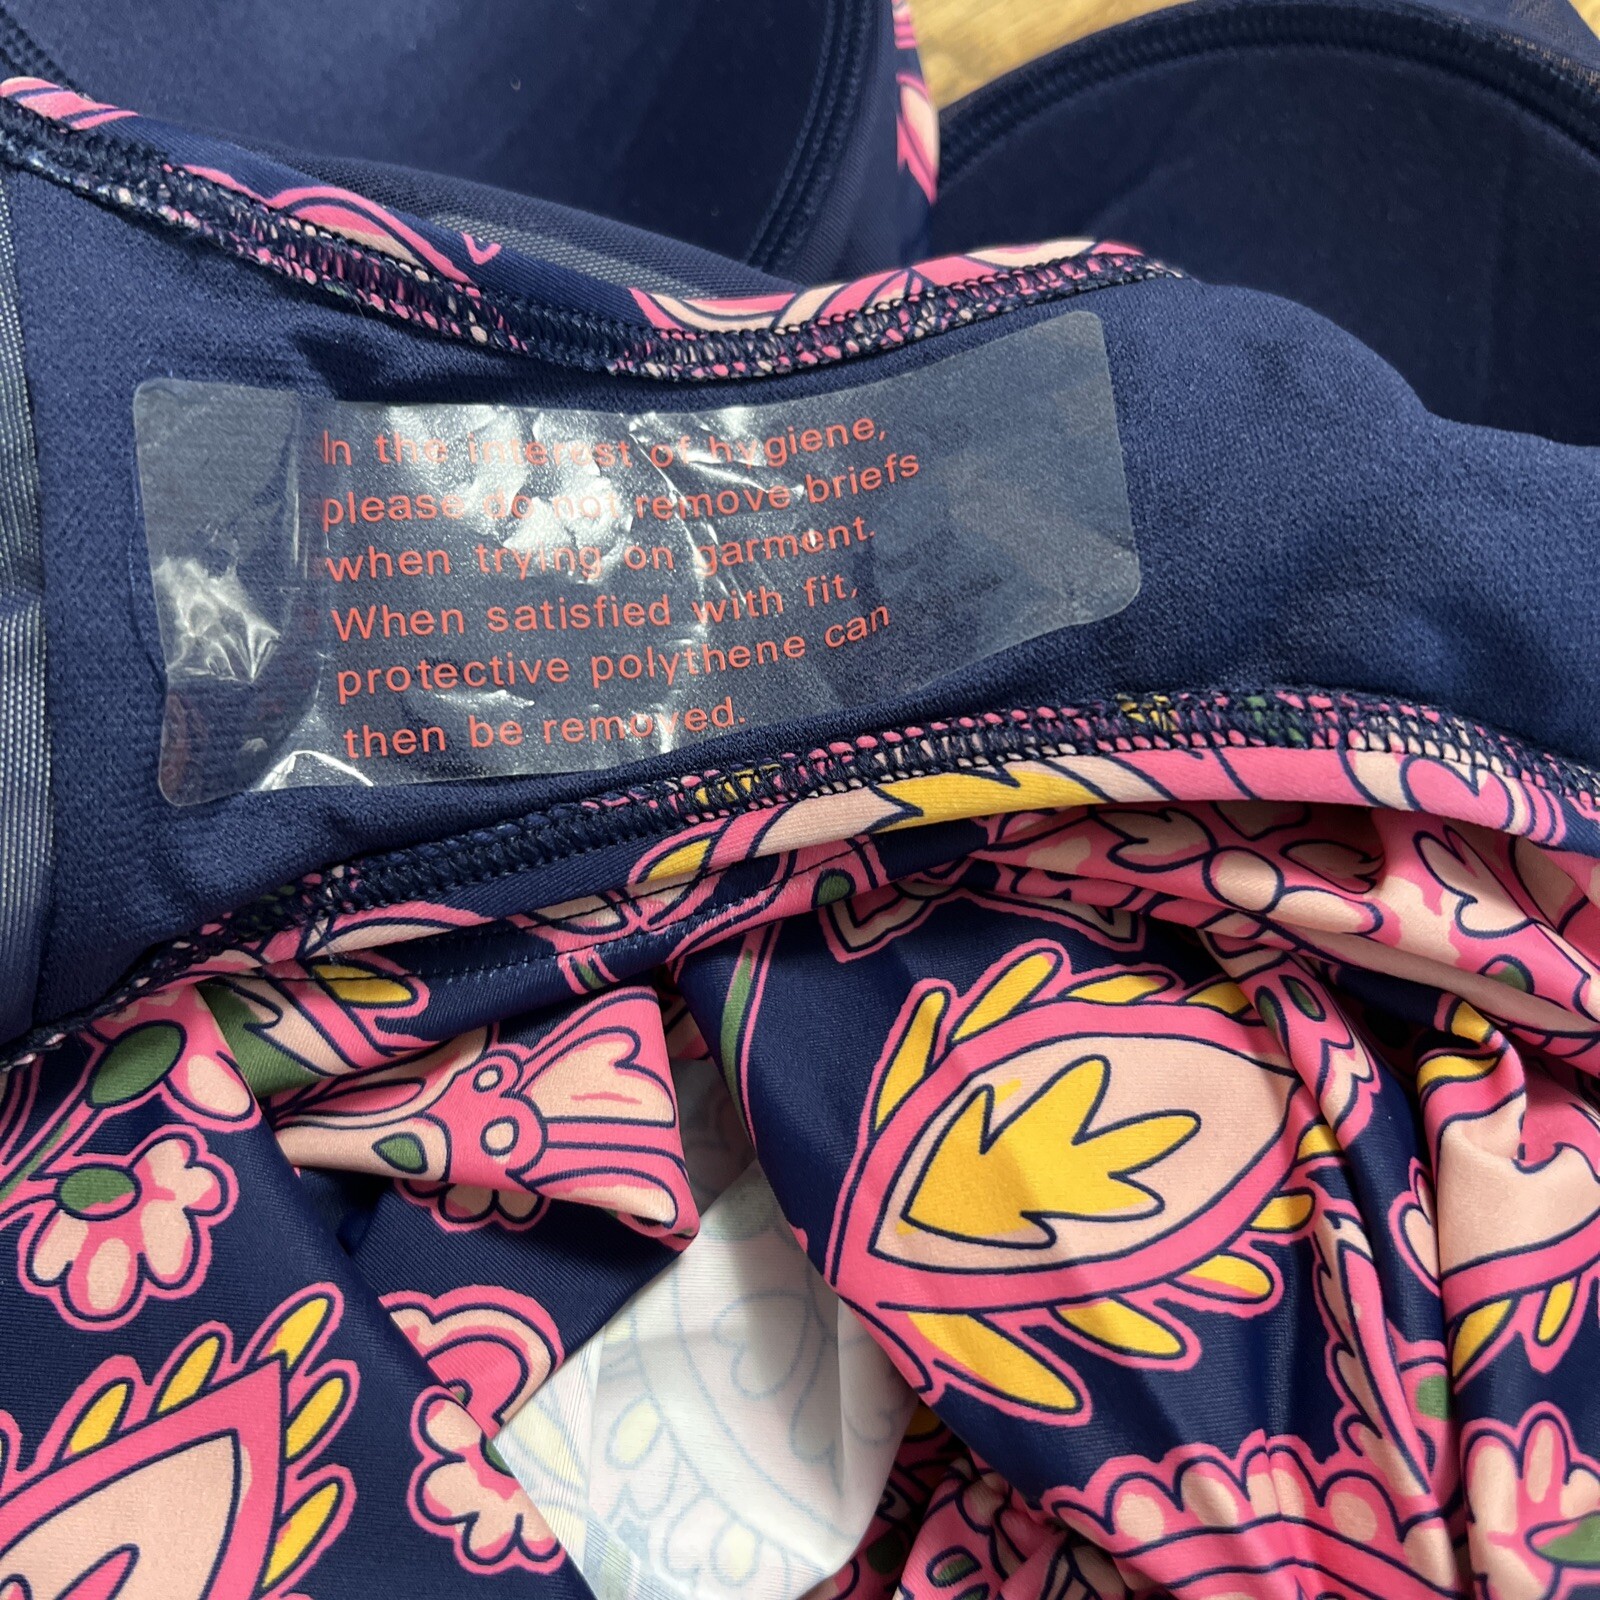 In the interest of hygiene,
please do not remove briefs
when trying on garment.
When satisfied with fit,
protective polythene can
then be removed.